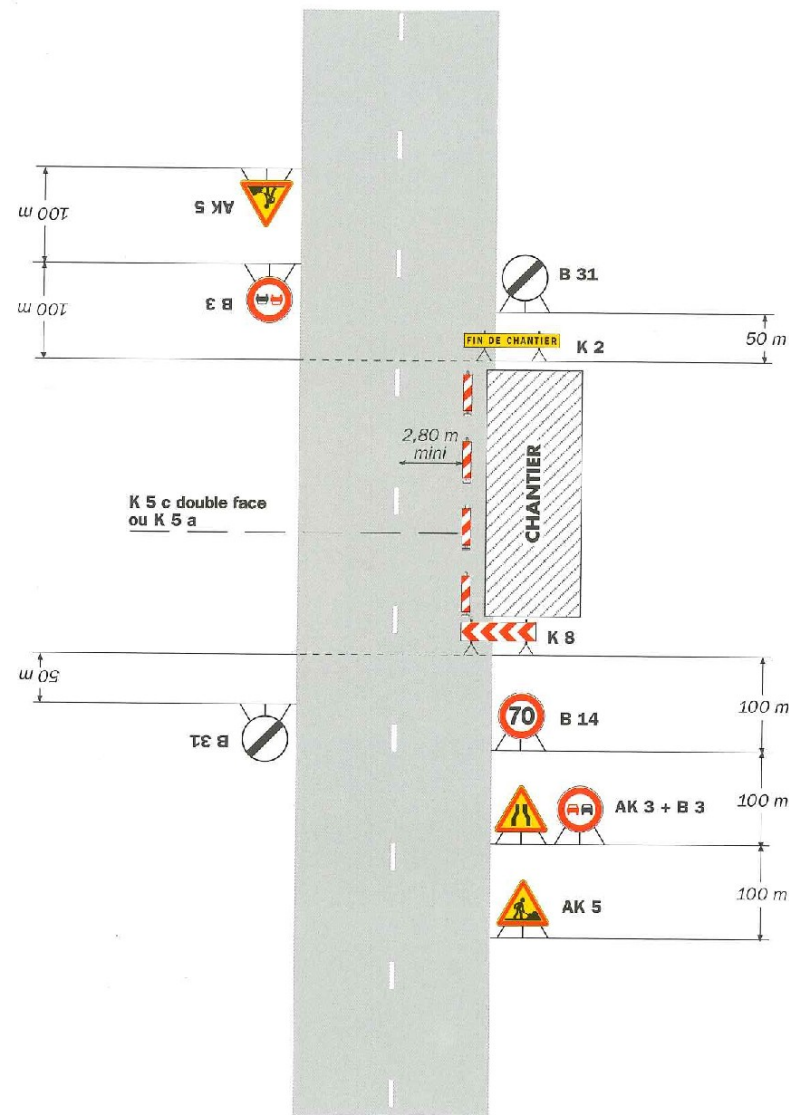 AK 5
100 m
B 3
100 m
B 31
50 m
FIN DE CHANTIER
K 2
2,80 m
mini
CHANTIER
K 5 c double face
ou K 5 a
K 8
50 m
B 31
70
B 14
100 m
AK 3 + B 3
100 m
AK 5
100 m